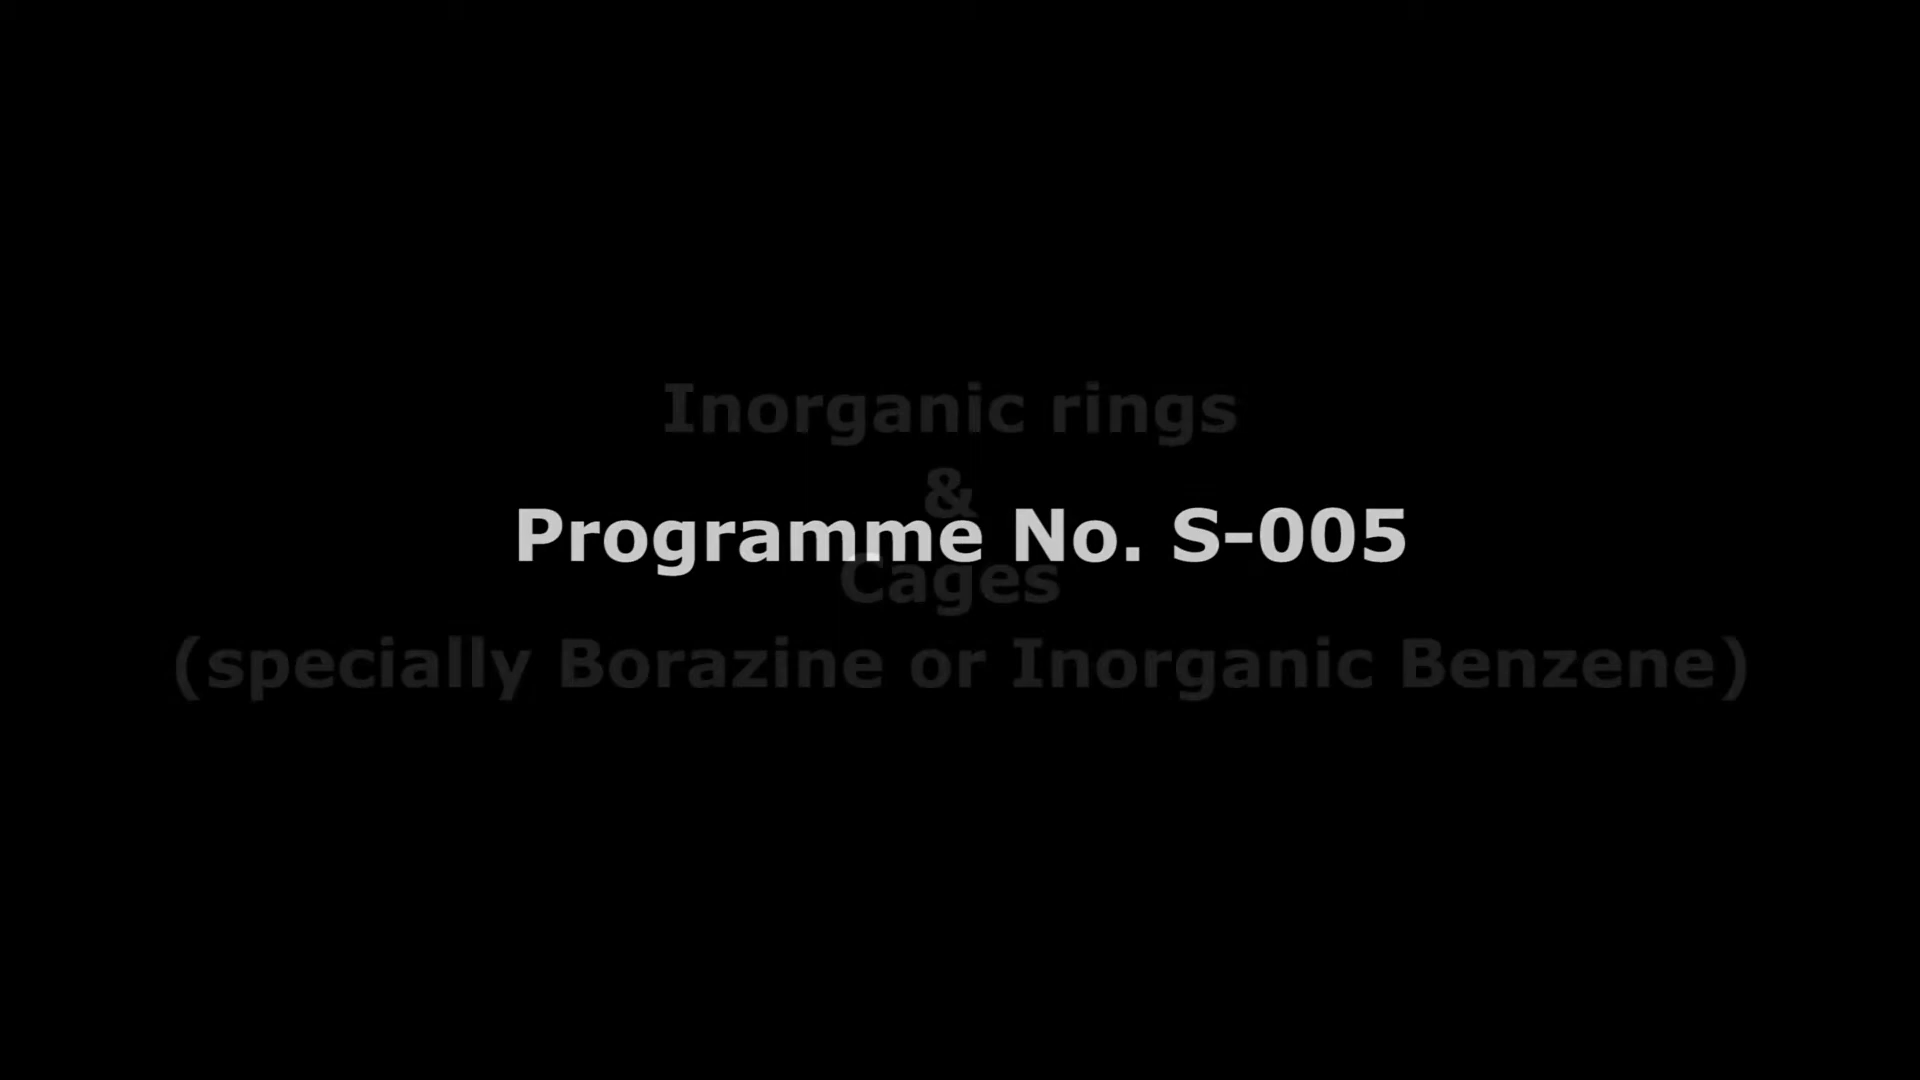 Inorganic rings
&
Programme No. S-005
Cages
(specially Borazine or Inorganic Benzene)